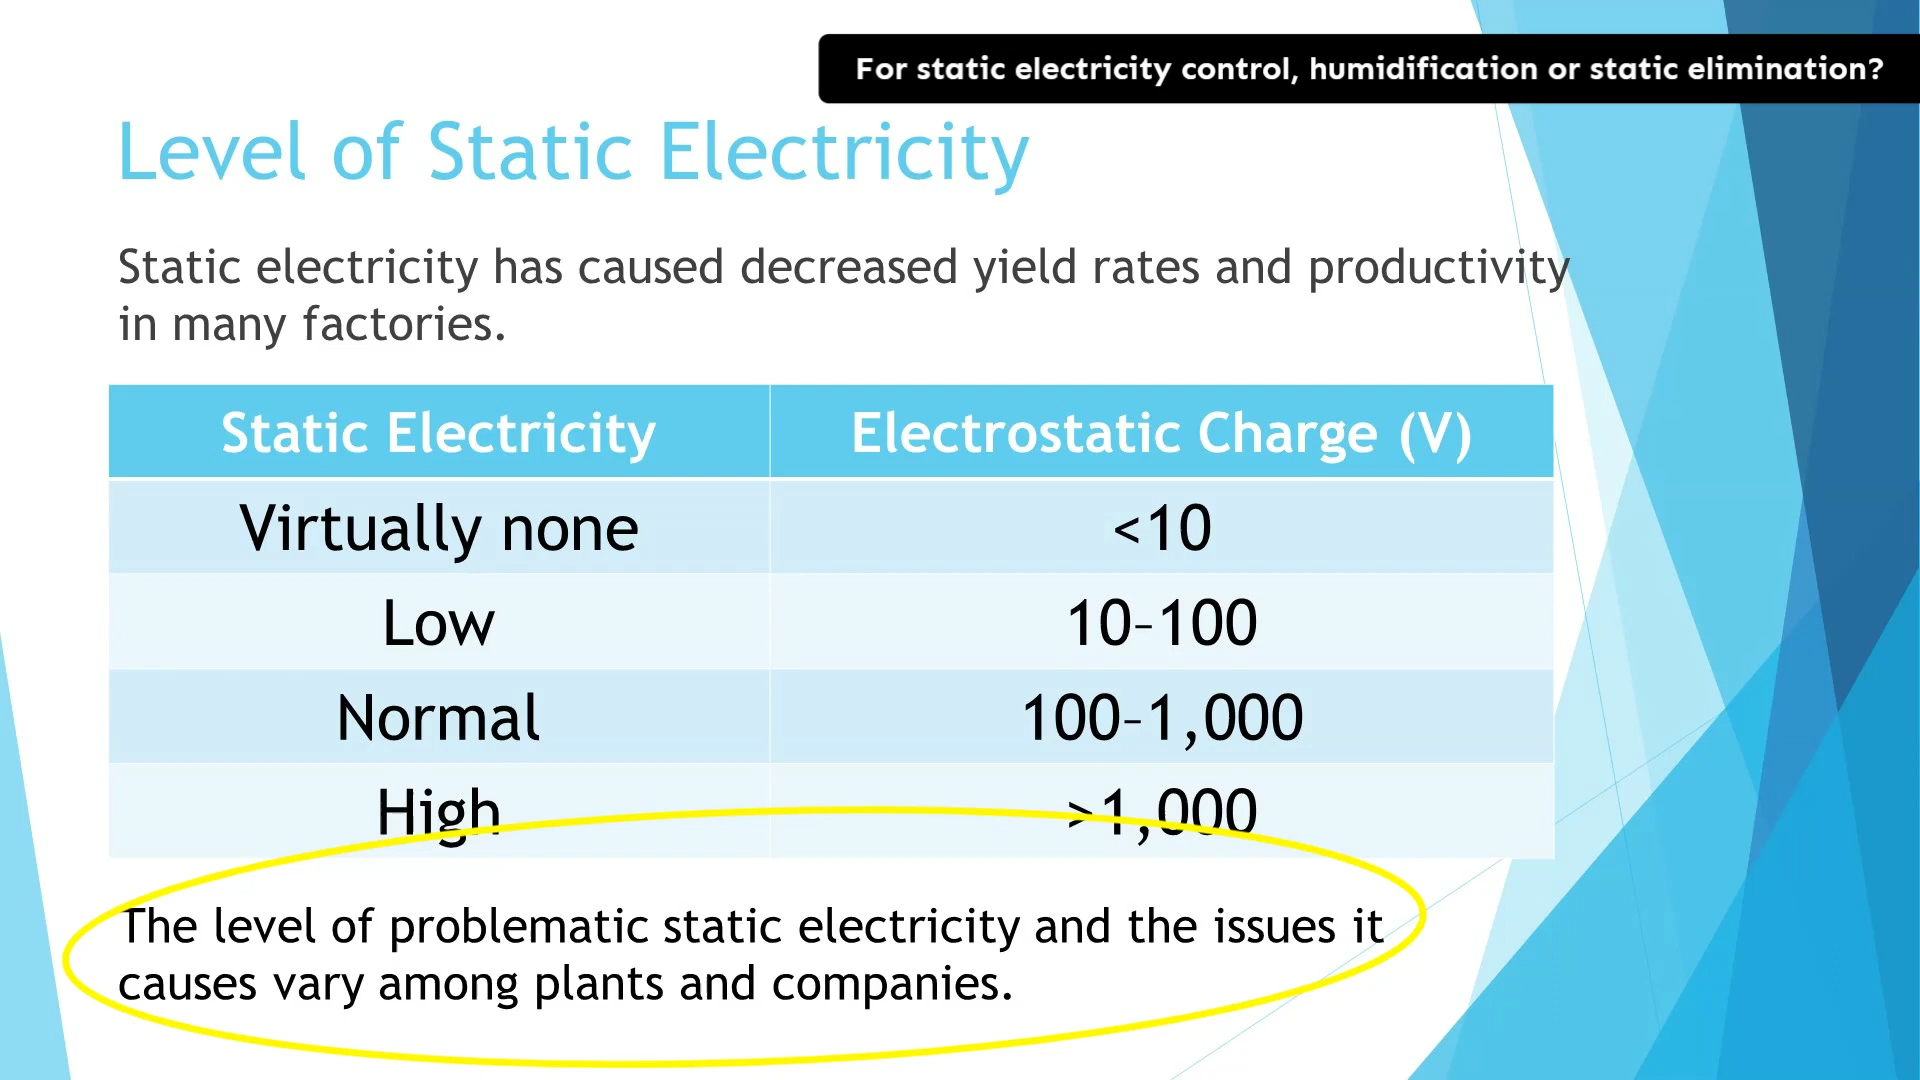 For static electricity control, humidification or static elimination?
Level of Static Electricity
Static electricity has caused decreased yield rates and productivity
in many factories.
Static Electricity Electrostatic Charge (V)
Virtually none <10
Low 10–100
Normal 100–1,000
High >1,000
The level of problematic static electricity and the issues it
causes vary among plants and companies.